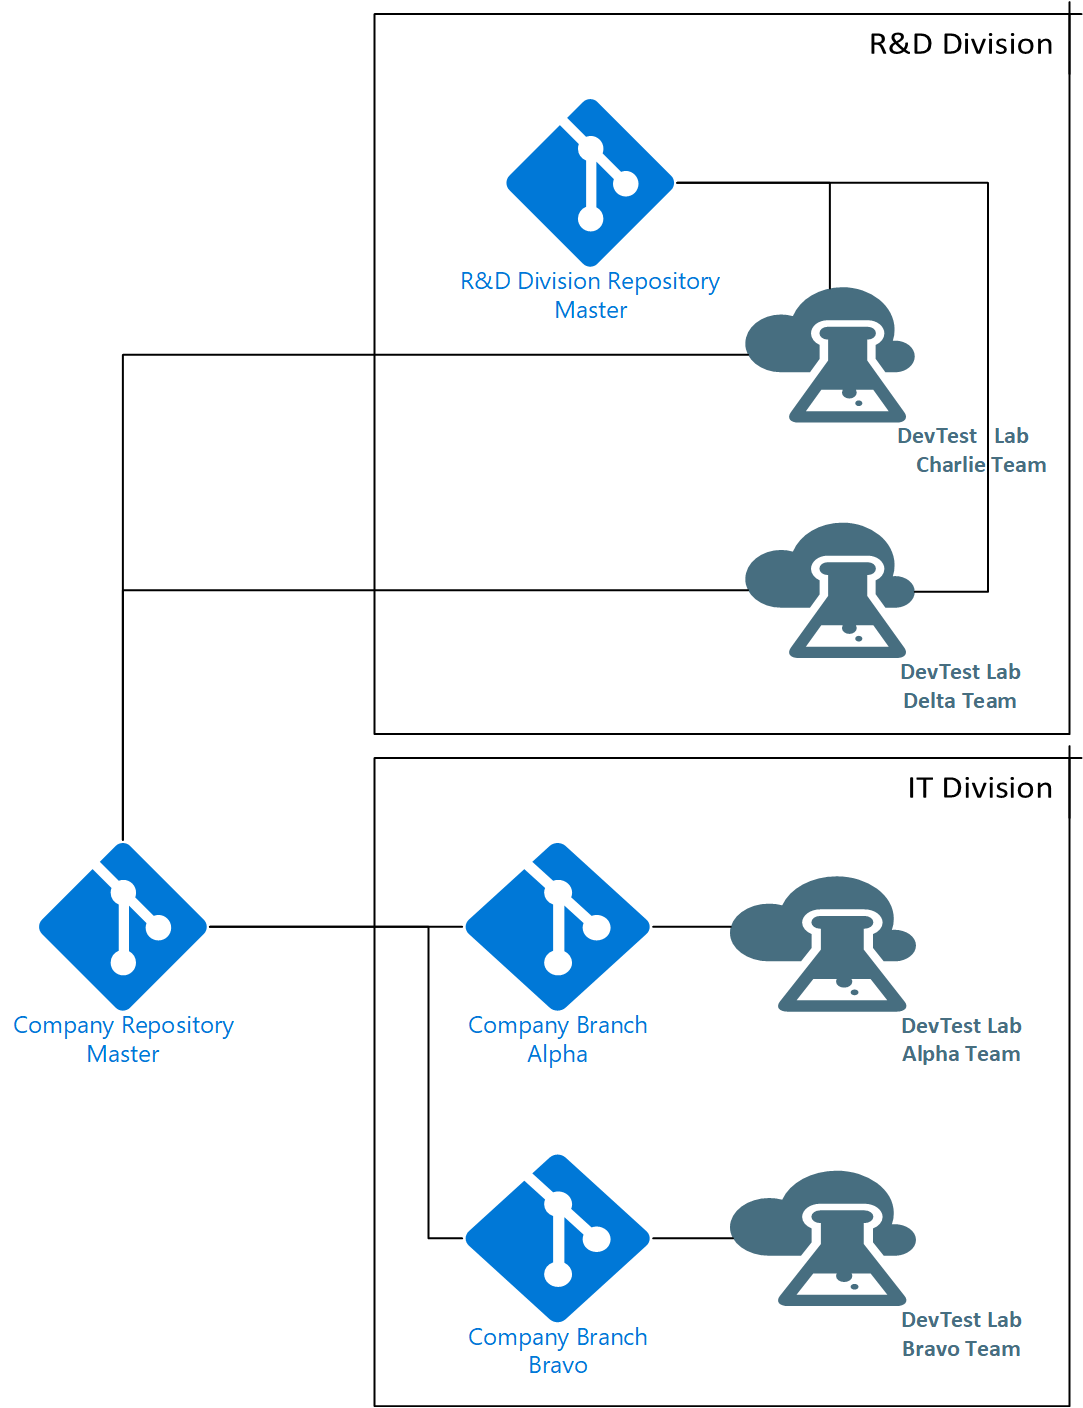 R&D Division
R&D Division Repository
Master
DevTest Lab
Charlie Team
DevTest Lab
Delta Team
IT Division
Company Repository
Master
Company Branch
Alpha
DevTest Lab
Alpha Team
Company Branch
Bravo
DevTest Lab
Bravo Team